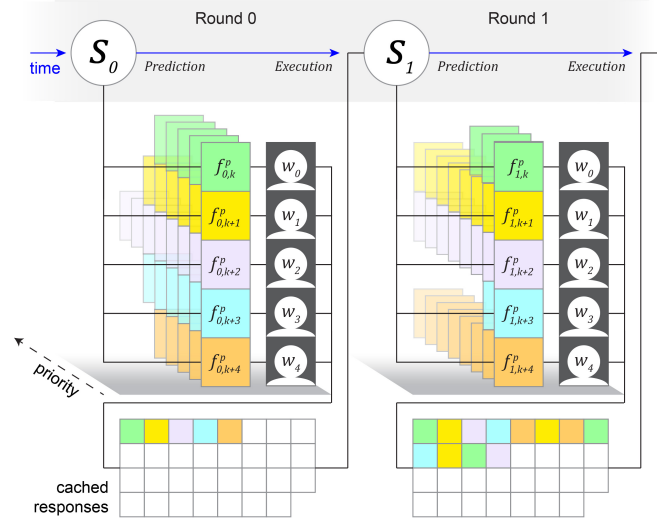 Round 0
Round 1
time
S0
Prediction
Execution
S1
Prediction
Execution
f^p_0,k
w0
f^p_1,k
w0
f^p_0,k+1
w1
f^p_1,k+1
w1
f^p_0,k+2
w2
f^p_1,k+2
w2
f^p_0,k+3
w3
f^p_1,k+3
w3
f^p_0,k+4
w4
f^p_1,k+4
w4
priority
cached
responses